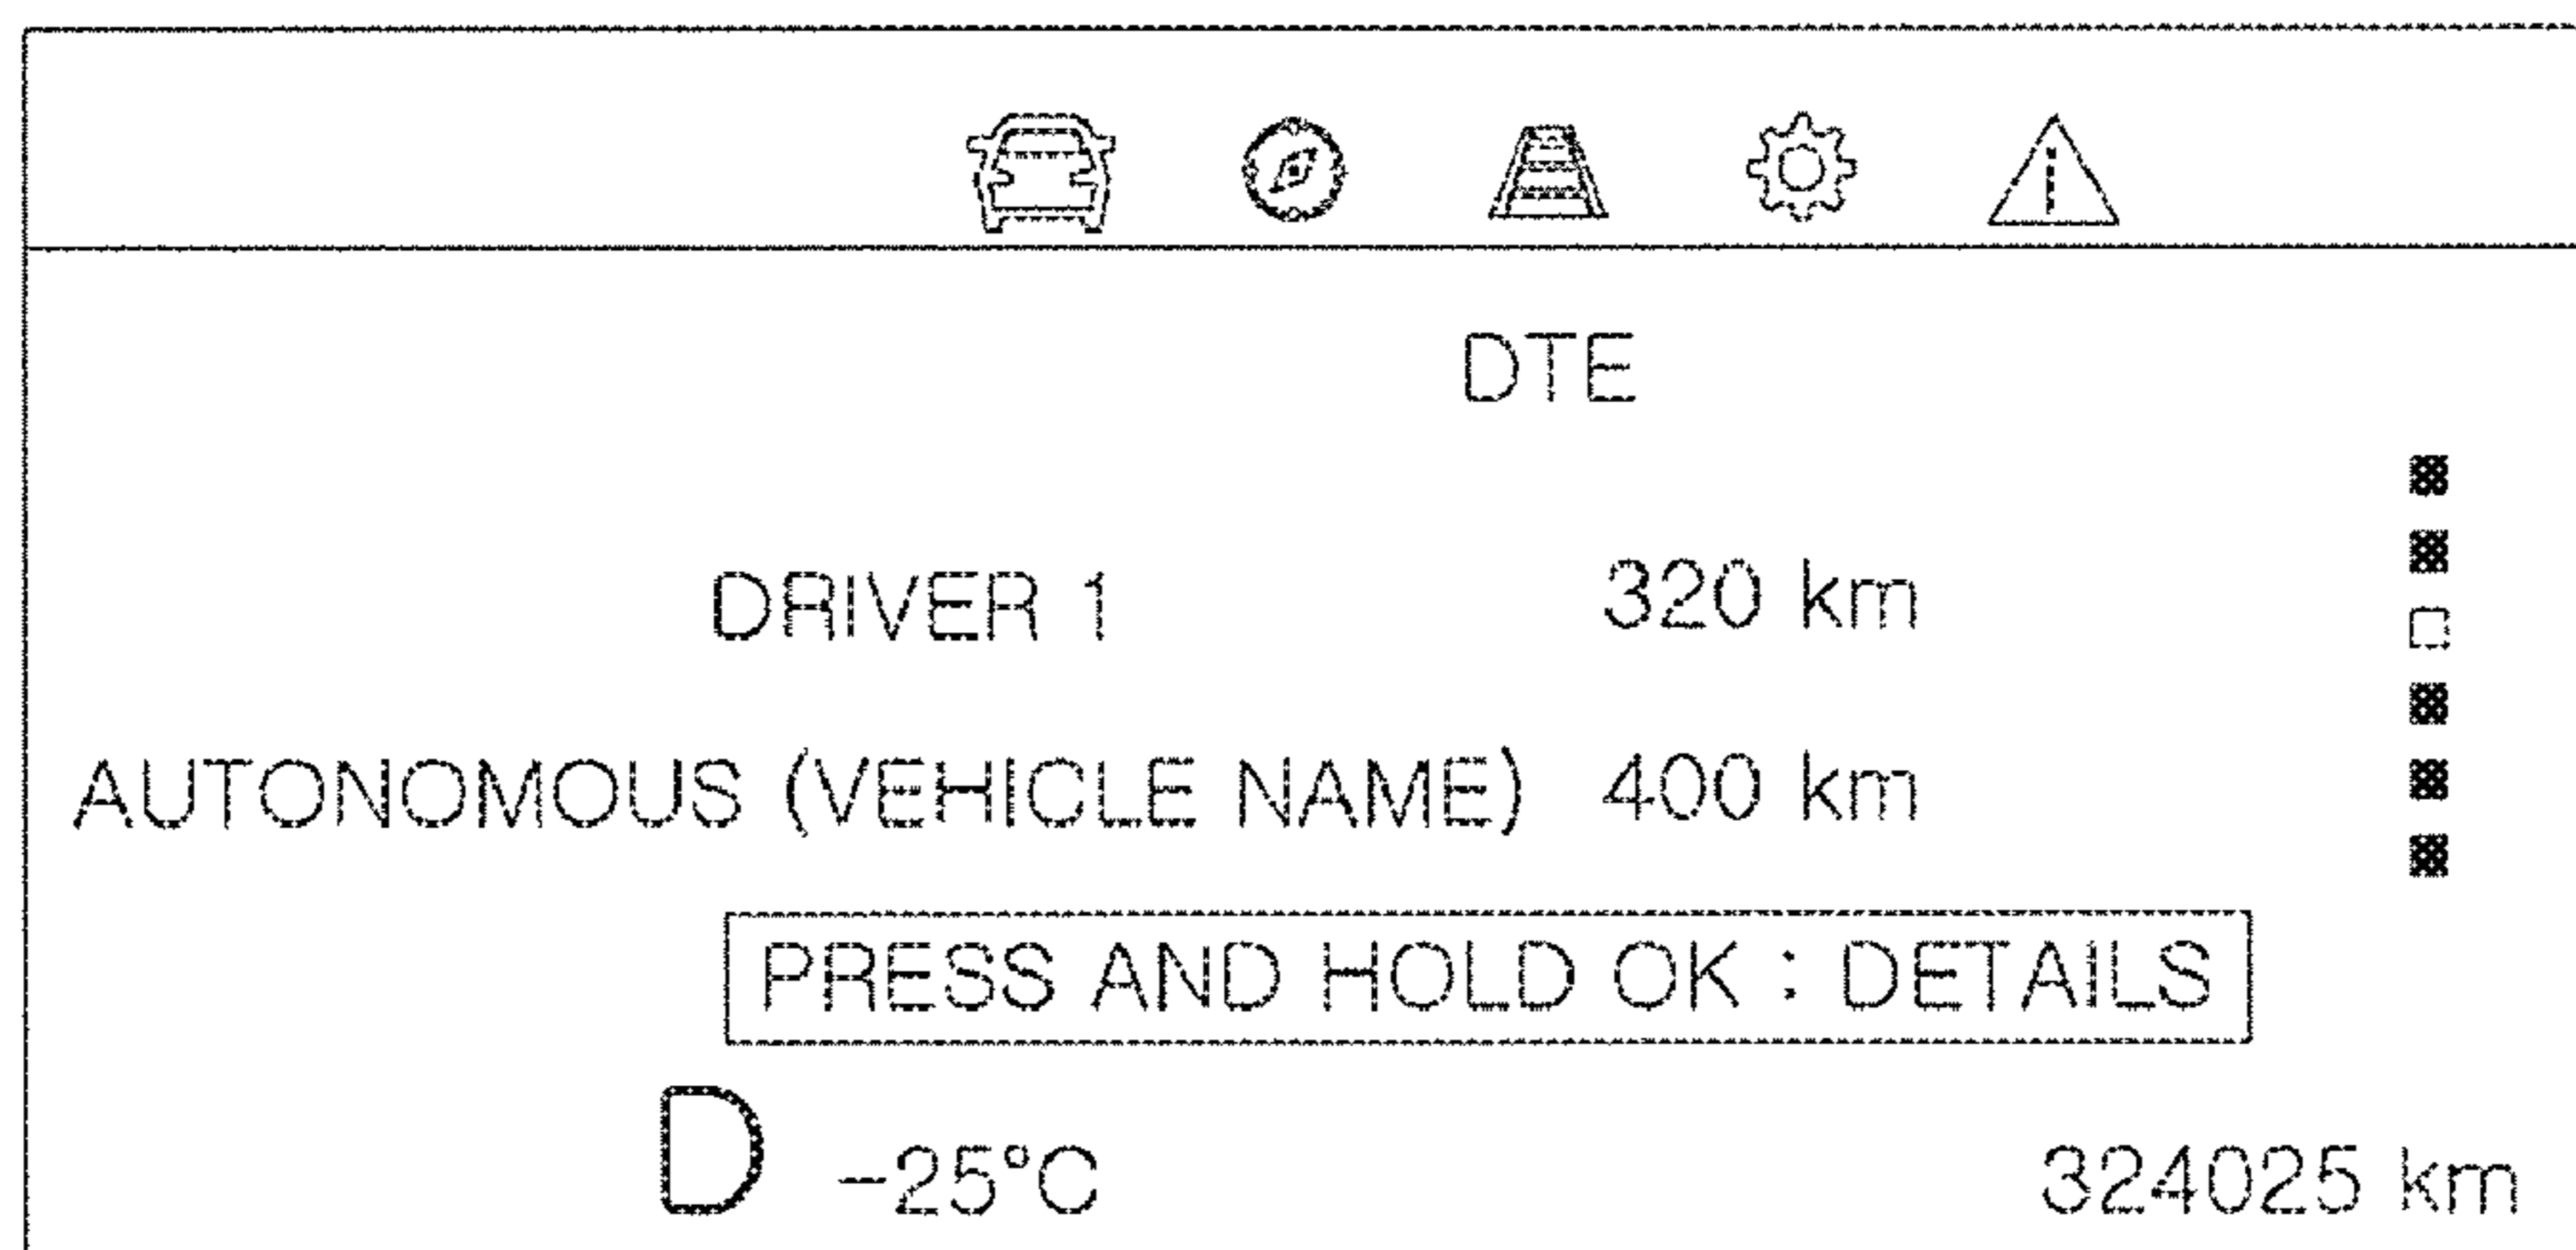 DTE
DRIVER 1 320 km
AUTONOMOUS (VEHICLE NAME) 400 km
PRESS AND HOLD OK : DETAILS
D -25°C 324025 km